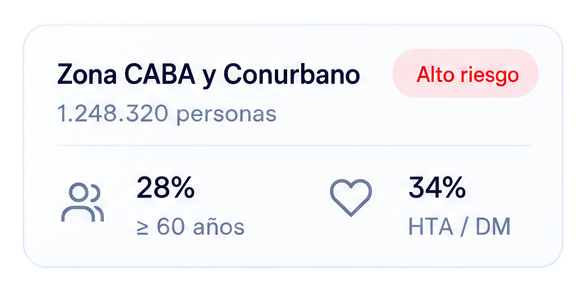 Zona CABA y Conurbano
Alto riesgo
1.248.320 personas
28%
≥ 60 años
34%
HTA / DM